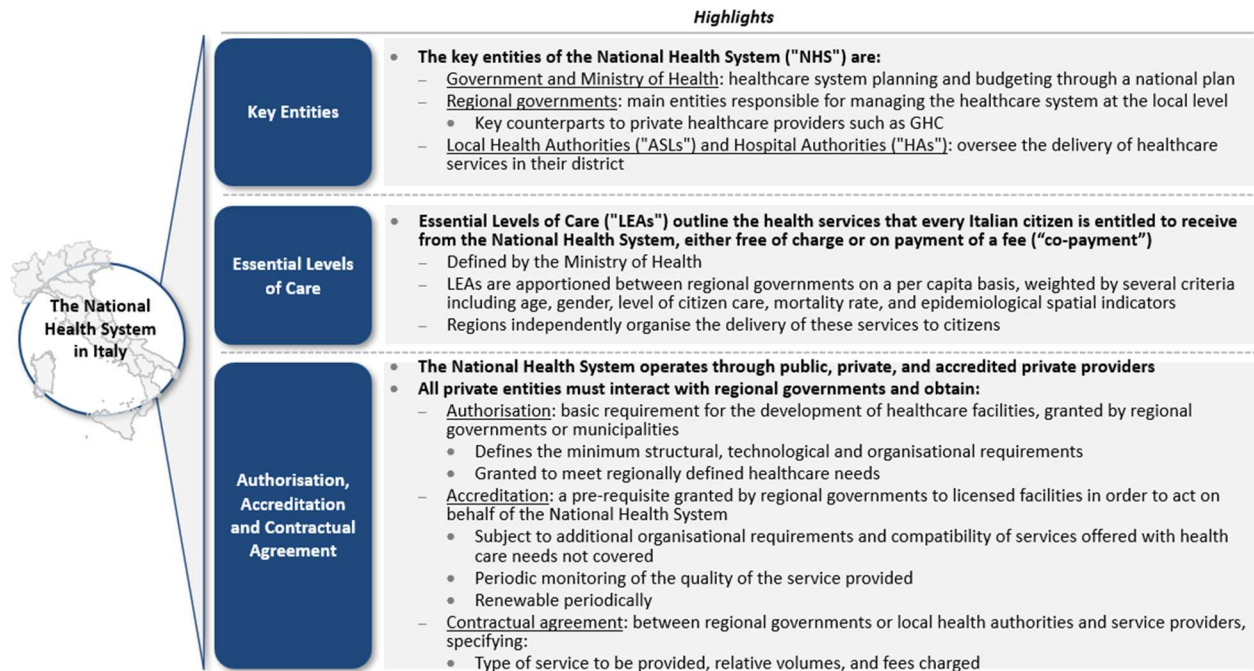 Highlights
The National
Health System
in Italy
Key Entities
• The key entities of the National Health System ("NHS") are:
– Government and Ministry of Health: healthcare system planning and budgeting through a national plan
– Regional governments: main entities responsible for managing the healthcare system at the local level
• Key counterparts to private healthcare providers such as GHC
– Local Health Authorities ("ASLs") and Hospital Authorities ("HAs"): oversee the delivery of healthcare
services in their district
Essential Levels
of Care
• Essential Levels of Care ("LEAs") outline the health services that every Italian citizen is entitled to receive
from the National Health System, either free of charge or on payment of a fee (“co-payment”)
– Defined by the Ministry of Health
– LEAs are apportioned between regional governments on a per capita basis, weighted by several criteria
including age, gender, level of citizen care, mortality rate, and epidemiological spatial indicators
– Regions independently organise the delivery of these services to citizens
Authorisation,
Accreditation
and Contractual
Agreement
• The National Health System operates through public, private, and accredited private providers
• All private entities must interact with regional governments and obtain:
– Authorisation: basic requirement for the development of healthcare facilities, granted by regional
governments or municipalities
• Defines the minimum structural, technological and organisational requirements
• Granted to meet regionally defined healthcare needs
– Accreditation: a pre-requisite granted by regional governments to licensed facilities in order to act on
behalf of the National Health System
• Subject to additional organisational requirements and compatibility of services offered with health
care needs not covered
• Periodic monitoring of the quality of the service provided
• Renewable periodically
– Contractual agreement: between regional governments or local health authorities and service providers,
specifying:
• Type of service to be provided, relative volumes, and fees charged